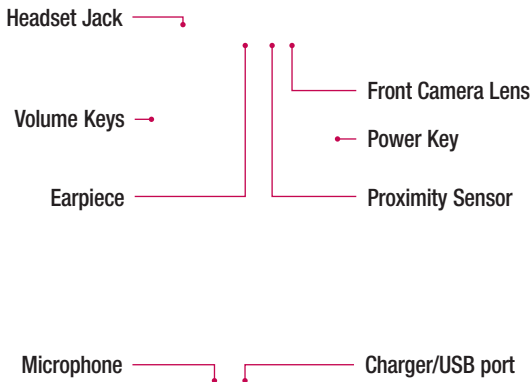 Headset Jack
Front Camera Lens
Volume Keys
Power Key
Earpiece
Proximity Sensor
Microphone
Charger/USB port